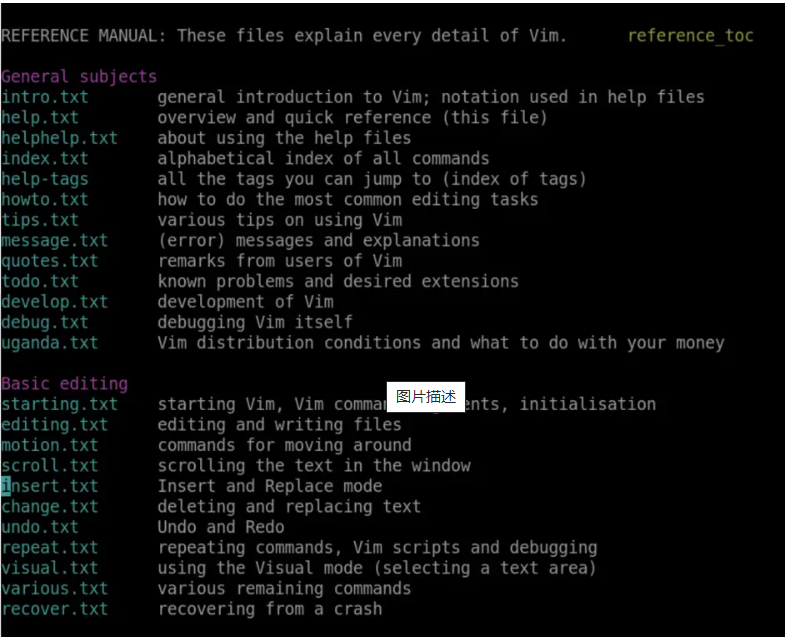 REFERENCE MANUAL: These files explain every detail of Vim. reference_toc
General subjects
intro.txt general introduction to Vim; notation used in help files
help.txt overview and quick reference (this file)
helphelp.txt about using the help files
index.txt alphabetical index of all commands
help-tags all the tags you can jump to (index of tags)
howto.txt how to do the most common editing tasks
tips.txt various tips on using Vim
message.txt (error) messages and explanations
quotes.txt remarks from users of Vim
todo.txt known problems and desired extensions
develop.txt development of Vim
debug.txt debugging Vim itself
uganda.txt Vim distribution conditions and what to do with your money
Basic editing
图片描述
starting.txt starting Vim, Vim initialisation
editing.txt editing and writing files
motion.txt commands for moving around
scroll.txt scrolling the text in the window
insert.txt Insert and Replace mode
change.txt deleting and replacing text
undo.txt Undo and Redo
repeat.txt repeating commands, Vim scripts and debugging
visual.txt using the Visual mode (selecting a text area)
various.txt various remaining commands
recover.txt recovering from a crash